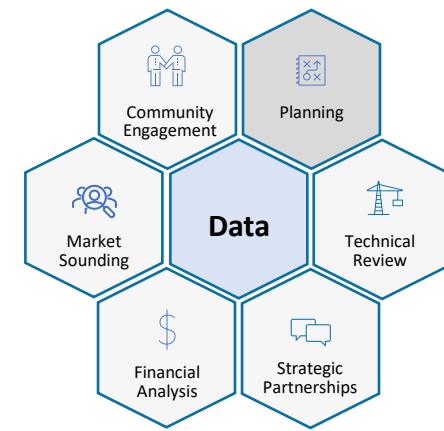 Community
Engagement
Planning
Market
Sounding
Data
Technical
Review
Financial
Analysis
Strategic
Partnerships